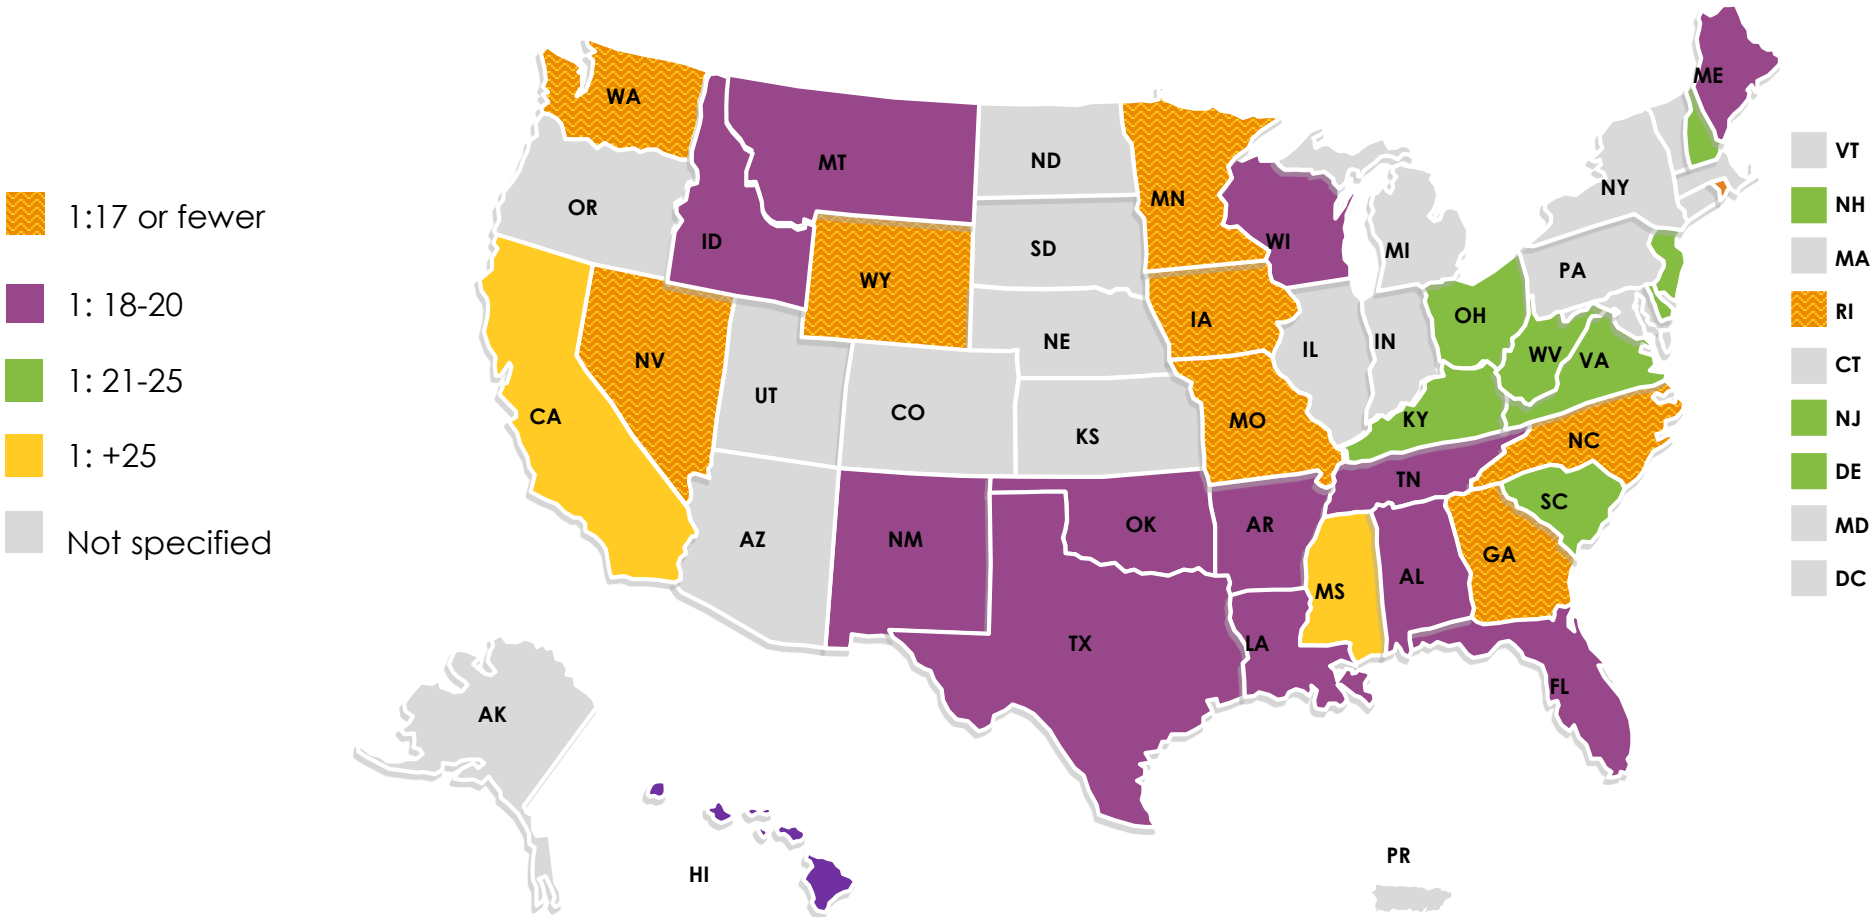 1:17 or fewer
1: 18-20
1: 21-25
1: +25
Not specified
ME
WA
MT
ND
MN
OR
ID
SD
WI
MI
NY
PA
WY
IA
OH
NE
IL
IN
WV
VA
NV
UT
CO
KS
MO
KY
NC
CA
TN
SC
AZ
NM
OK
AR
GA
MS
AL
TX
LA
FL
AK
HI
PR
VT
NH
MA
RI
CT
NJ
DE
MD
DC